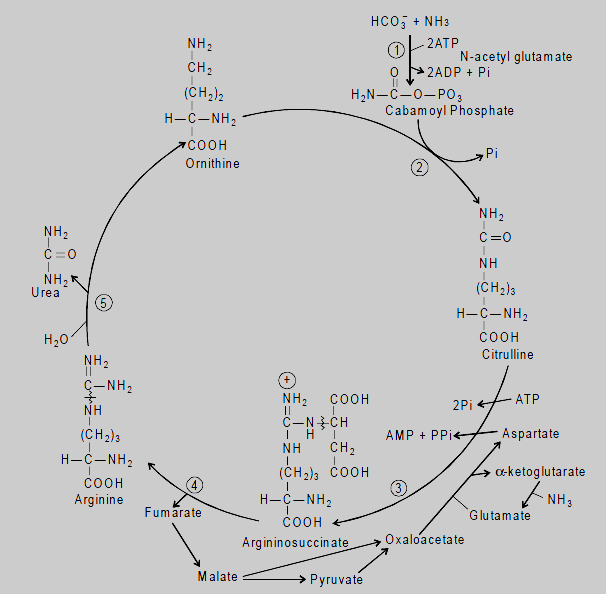 HCO₃⁻ + NH₃
①
2ATP
N-acetyl glutamate
2ADP + Pi
O
H₂N–C–O–PO₃
Cabamoyl Phosphate
NH₂
CH₂
(CH₂)₂
H–C–NH₂
COOH
Ornithine
②
Pi
NH₂
C=O
NH
(CH₂)₃
H–C–NH₂
COOH
Citrulline
ATP
2Pi
AMP + PPi
Aspartate
α-ketoglutarate
NH₃
Glutamate
③
⊕
NH₂ COOH
C–N–CH
H
NH CH₂
(CH₂)₃ COOH
H–C–NH₂
COOH
Argininosuccinate
Oxaloacetate
④
Fumarate
Malate
Pyruvate
NH₂
C–NH₂
NH
(CH₂)₃
H–C–NH₂
COOH
Arginine
H₂O
⑤
NH₂
C=O
NH₂
Urea